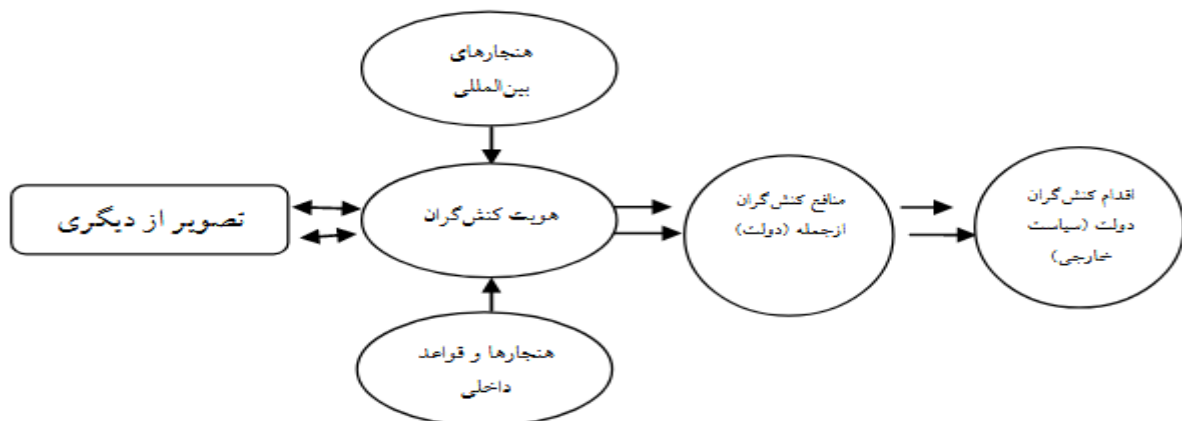 هنجارهای
بین‌المللی
تصویر از دیگری
هویت کنش‌گران
منافع کنش‌گران
ازجمله (دولت)
اقدام کنش‌گران
دولت (سیاست
خارجی)
هنجارها و قواعد
داخلی